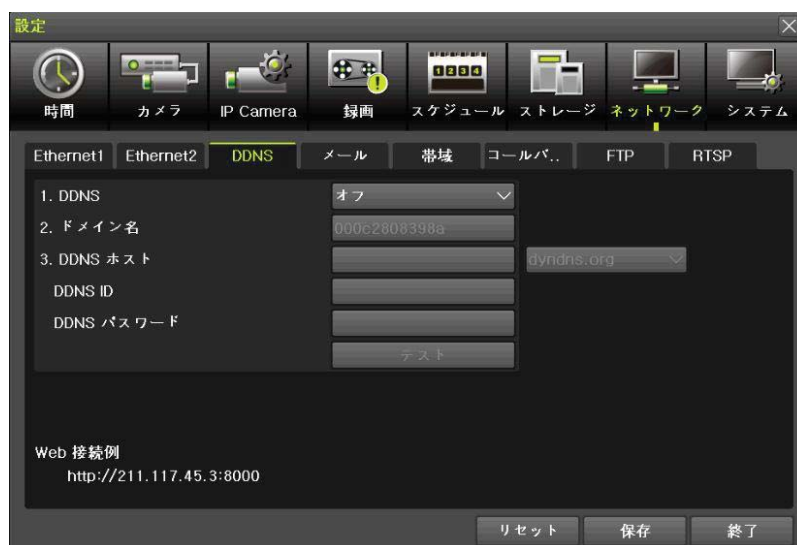 設定
時間 カメラ IP Camera 録画 スケジュール ストレージ ネットワーク システム
Ethernet1 Ethernet2 DDNS メール 帯域 コールバ.. FTP RTSP
1. DDNS オフ
2. ドメイン名 000c2808398a
3. DDNS ホスト dyndns.org
DDNS ID
DDNS パスワード
テスト
Web 接続例
http://211.117.45.3:8000
リセット 保存 終了